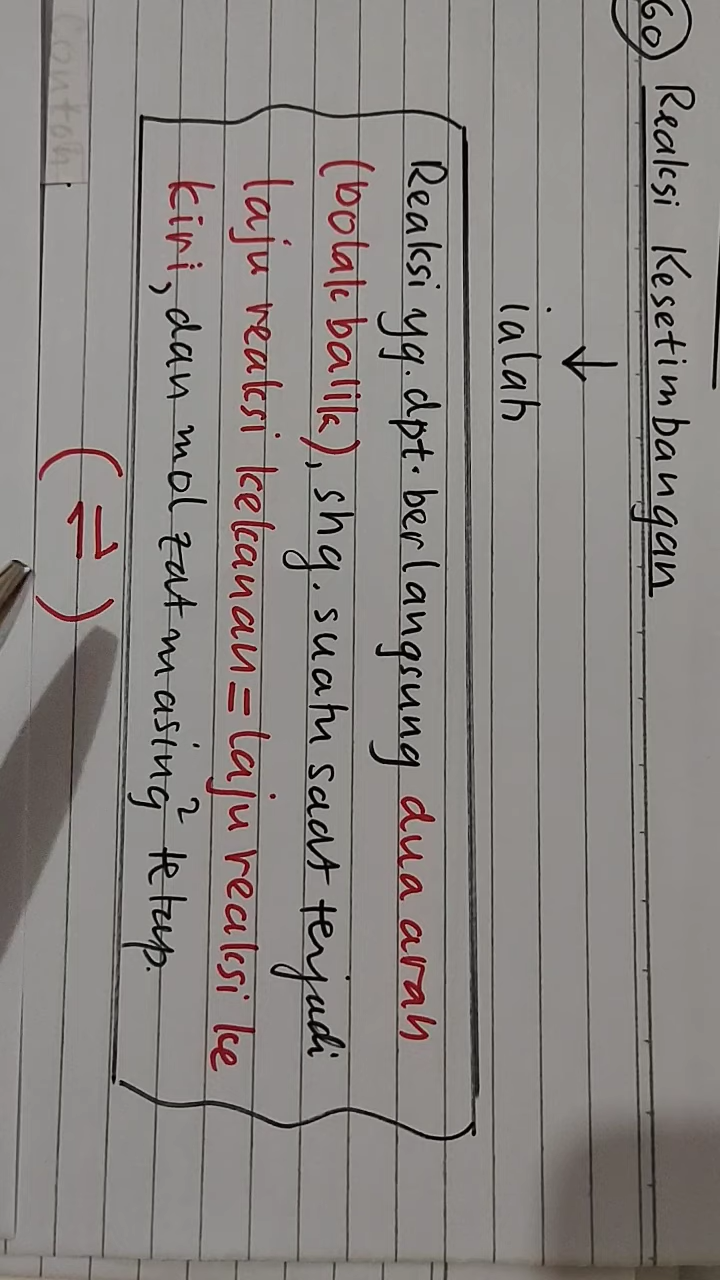 60 Reaksi Kesetimbangan
↓
ialah
Reaksi yg. dpt. berlangsung dua arah
(bolak balik), shg. suatu saat terjadi
laju reaksi kekanan = laju reaksi ke
kiri, dan mol zat masing² tetap.
(⇌)
Contoh